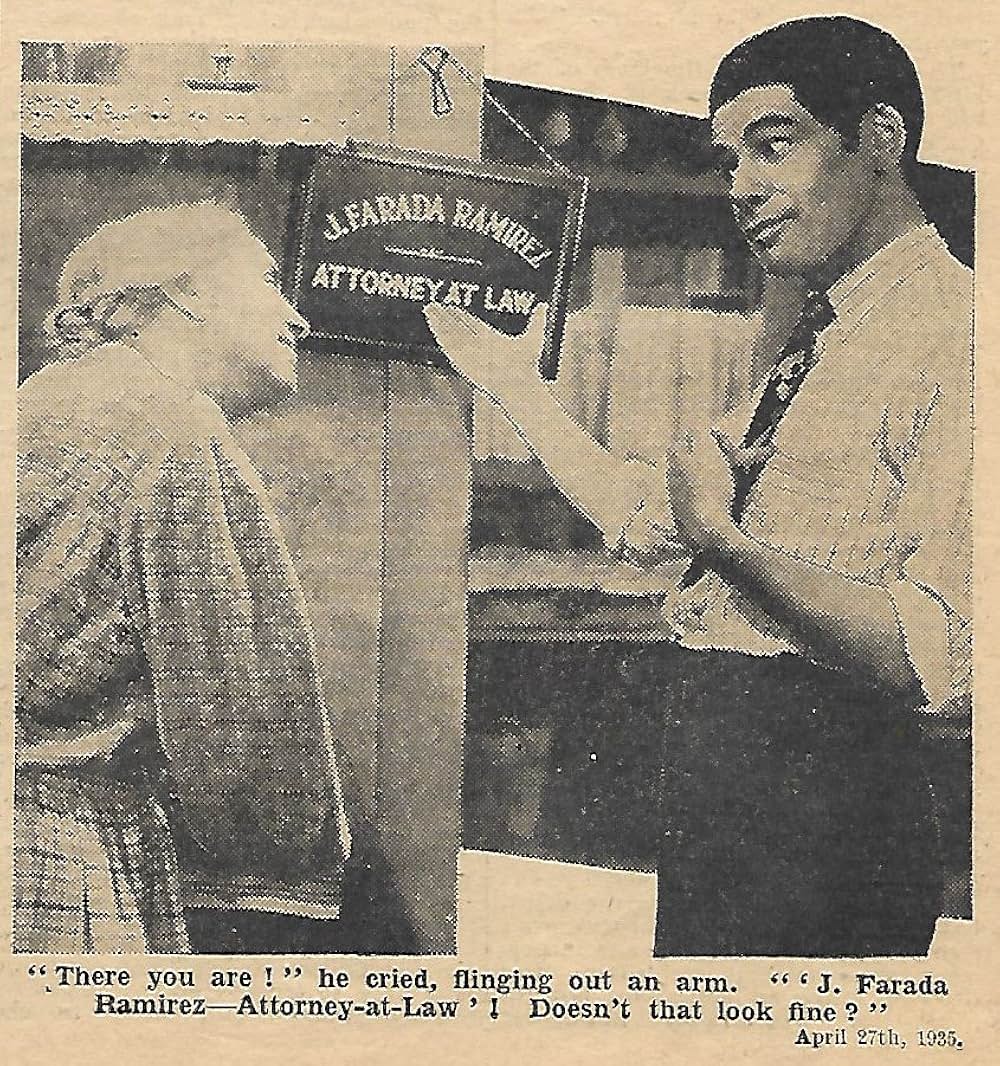 J. FARADA RAMIREZ
ATTORNEY AT LAW
“There you are ! ” he cried, flinging out an arm. “ ‘ J. Farada
Ramirez—Attorney-at-Law ’ ! Doesn't that look fine ? ”
April 27th, 1935.